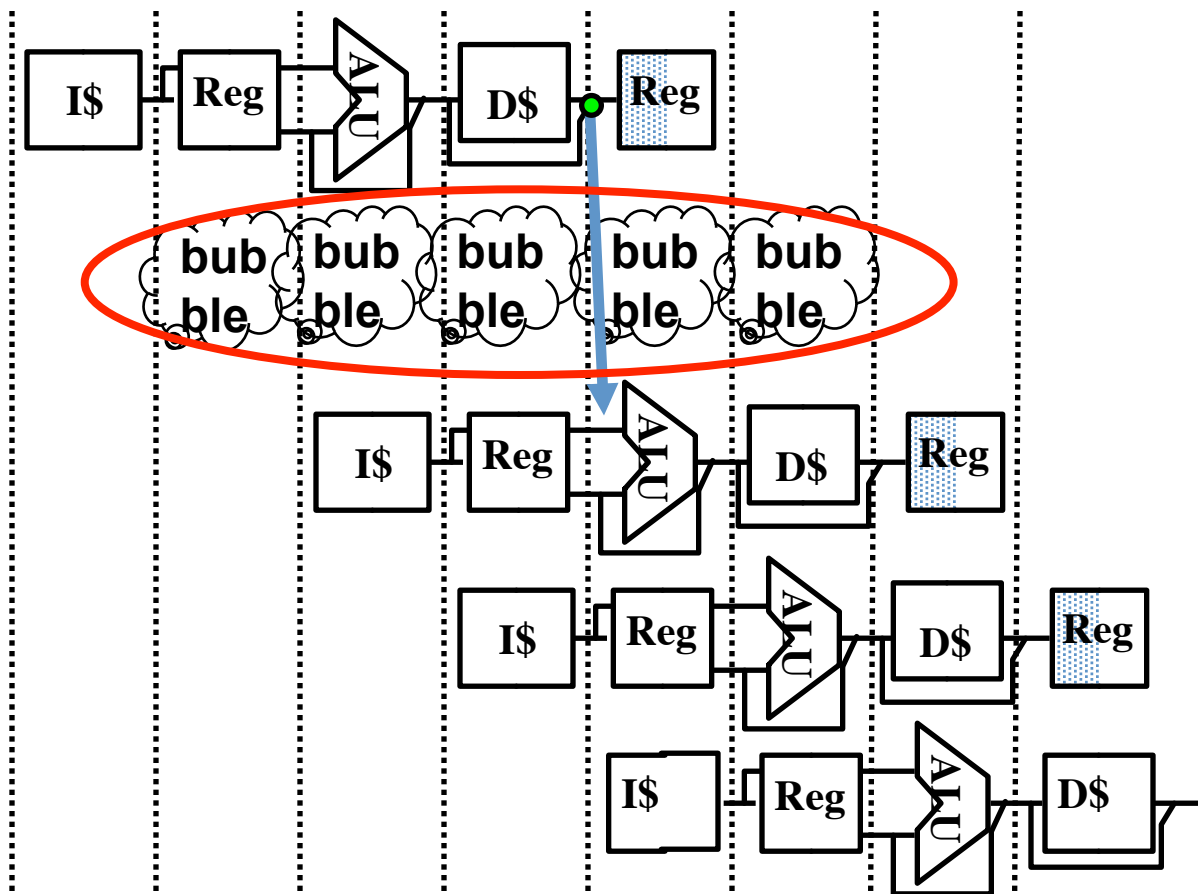 I$ Reg ALU D$ Reg
bub bub bub bub bub
ble ble ble ble ble
I$ Reg ALU D$ Reg
I$ Reg ALU D$ Reg
I$ Reg ALU D$